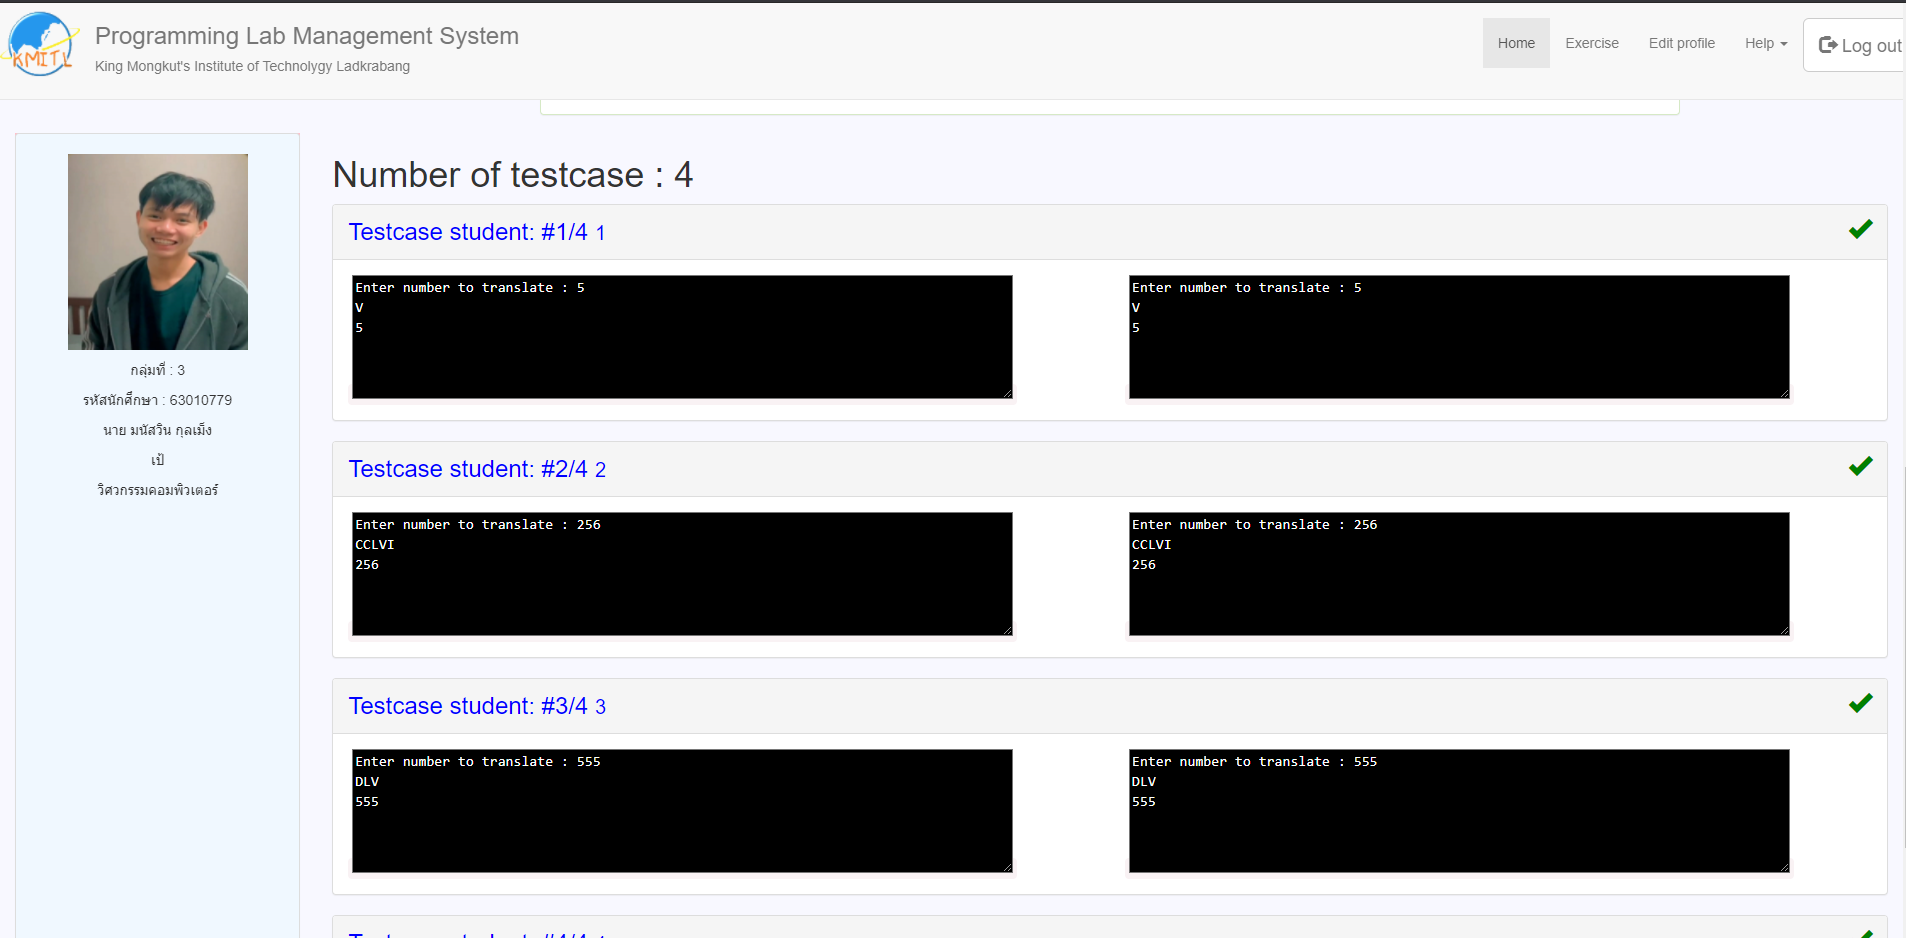 KMITL
Programming Lab Management System
King Mongkut's Institute of Technolygy Ladkrabang
Home
Exercise
Edit profile
Help
Log out
กลุ่มที่ : 3
รหัสนักศึกษา : 63010779
นาย มนัสวิน กุลเม็ง
เป้
วิศวกรรมคอมพิวเตอร์
Number of testcase : 4
Testcase student: #1/4 1
Enter number to translate : 5
V
5
Enter number to translate : 5
V
5
Testcase student: #2/4 2
Enter number to translate : 256
CCLVI
256
Enter number to translate : 256
CCLVI
256
Testcase student: #3/4 3
Enter number to translate : 555
DLV
555
Enter number to translate : 555
DLV
555
Testcase student: #4/4